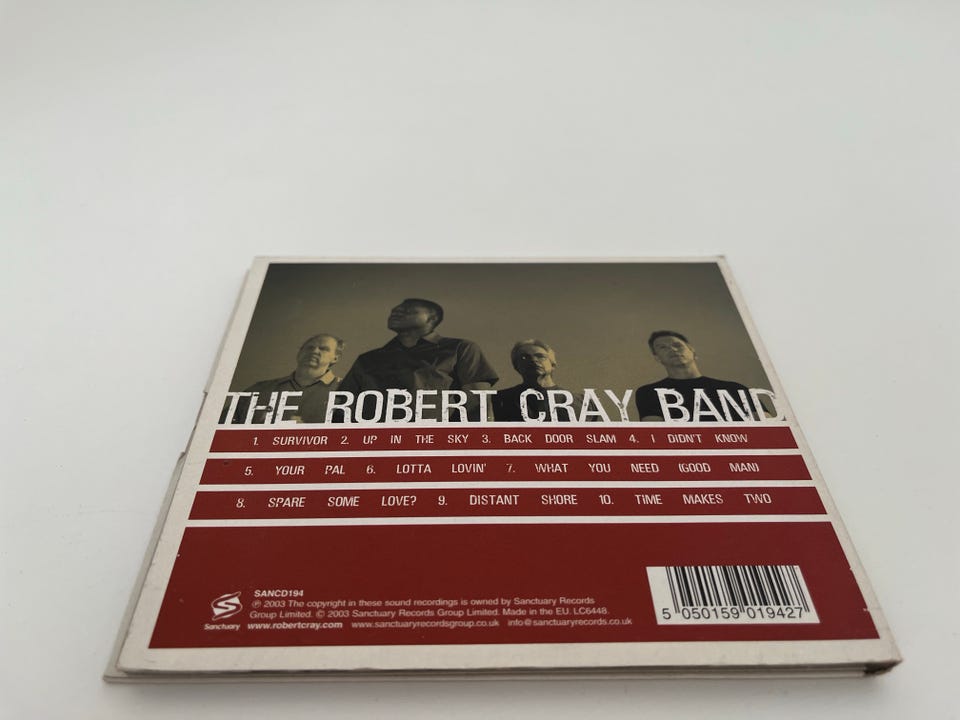 THE ROBERT CRAY BAND
1. SURVIVOR 2. UP IN THE SKY 3. BACK DOOR SLAM 4. I DIDN'T KNOW
5. YOUR PAL 6. LOTTA LOVIN' 7. WHAT YOU NEED (GOOD MAN)
8. SPARE SOME LOVE? 9. DISTANT SHORE 10. TIME MAKES TWO
SANCD194
℗ 2003 The copyright in these sound recordings is owned by Sanctuary Records
Group Limited. © 2003 Sanctuary Records Group Limited. Made in the EU. LC6448.
Sanctuary www.robertcray.com www.sanctuaryrecordsgroup.co.uk info@sanctuaryrecords.co.uk
5 050159 019427